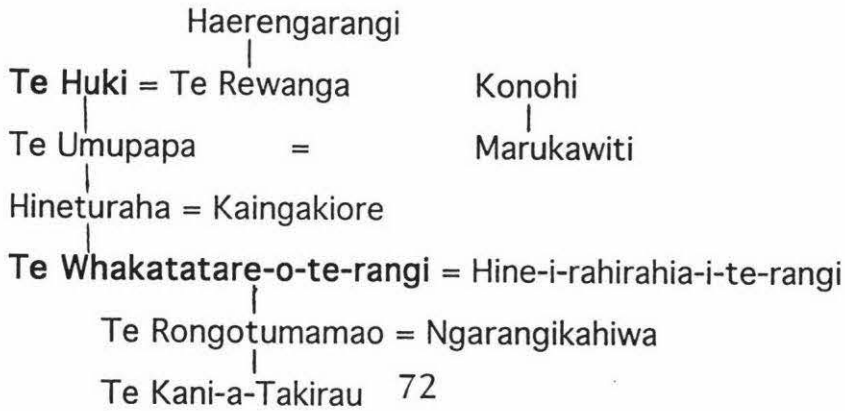 Haerengarangi
Te Huki = Te Rewanga Konohi
Te Umupapa = Marukawiti
Hineturaha = Kaingakiore
Te Whakatatare-o-te-rangi = Hine-i-rahirahia-i-te-rangi
Te Rongotumamao = Ngarangikahiwa
Te Kani-a-Takirau 72